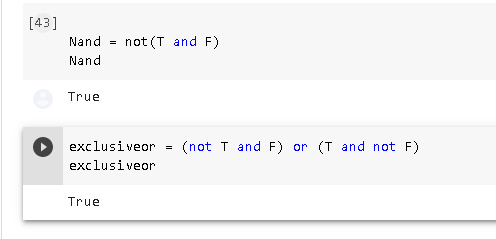 [43]
Nand = not(T and F)
Nand
True
exclusiveor = (not T and F) or (T and not F)
exclusiveor
True